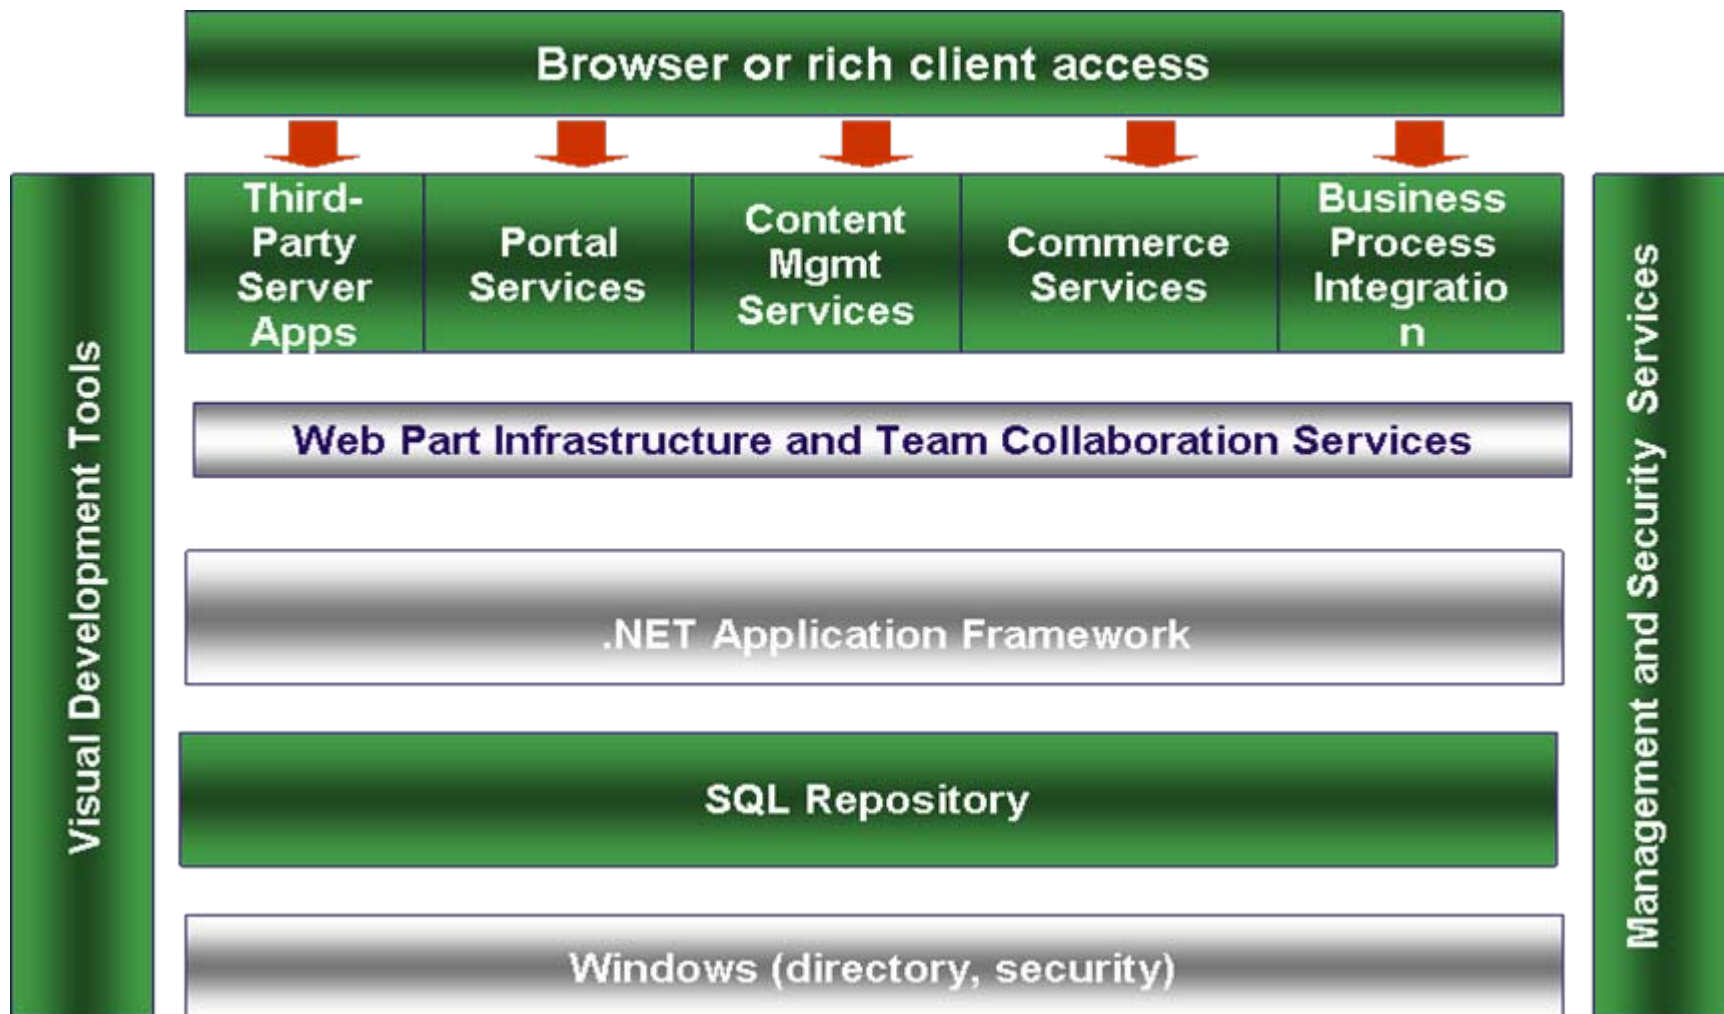 Browser or rich client access
Third-
Party
Server
Apps
Portal
Services
Content
Mgmt
Services
Commerce
Services
Business
Process
Integratio
n
Visual Development Tools
Management and Security Services
Web Part Infrastructure and Team Collaboration Services
.NET Application Framework
SQL Repository
Windows (directory, security)